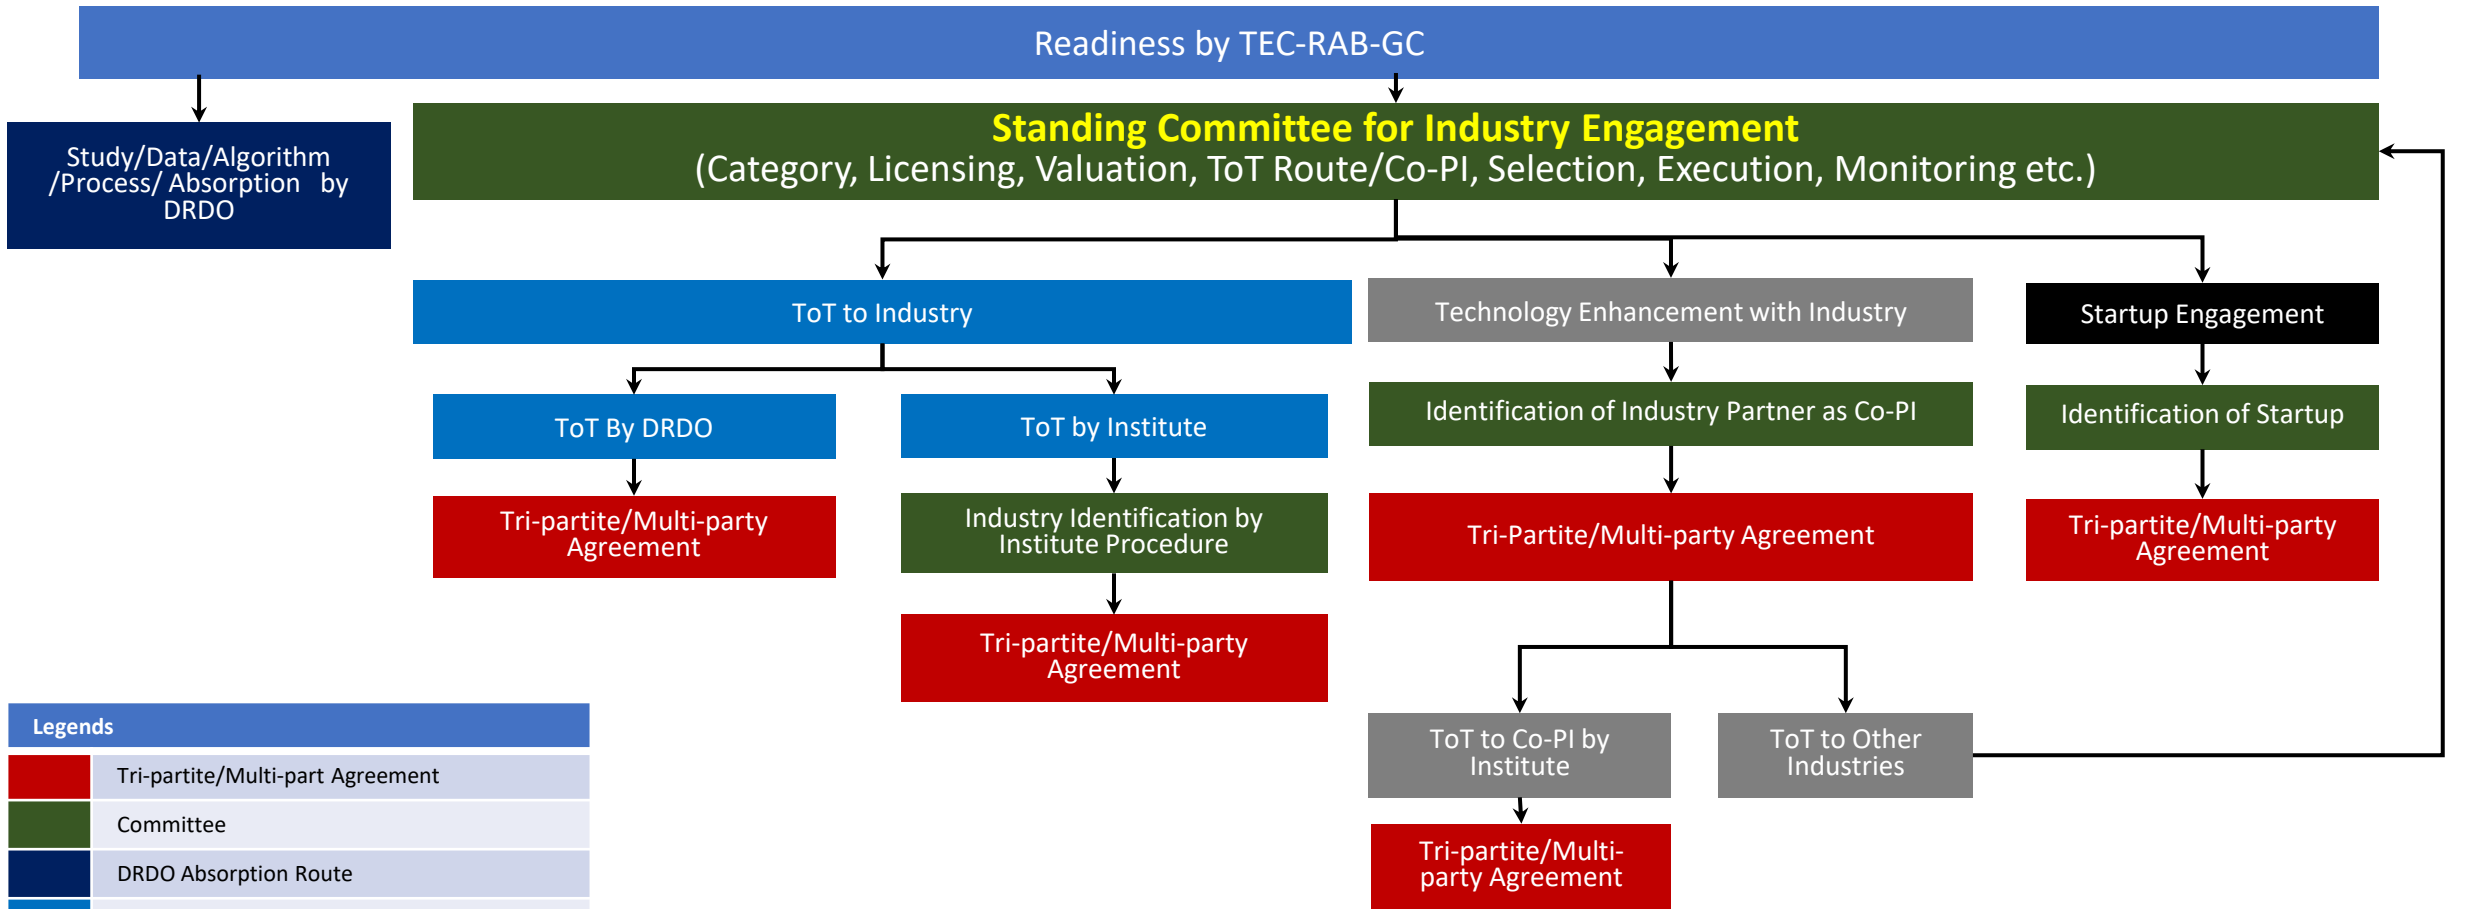 Readiness by TEC-RAB-GC
Study/Data/Algorithm
/Process/ Absorption by
DRDO
Standing Committee for Industry Engagement
(Category, Licensing, Valuation, ToT Route/Co-PI, Selection, Execution, Monitoring etc.)
ToT to Industry
Technology Enhancement with Industry
Startup Engagement
ToT By DRDO
ToT by Institute
Identification of Industry Partner as Co-PI
Identification of Startup
Tri-partite/Multi-party
Agreement
Industry Identification by
Institute Procedure
Tri-Partite/Multi-party Agreement
Tri-partite/Multi-party
Agreement
Tri-partite/Multi-party
Agreement
ToT to Co-PI by
Institute
ToT to Other
Industries
Tri-partite/Multi-
party Agreement
Legends
Tri-partite/Multi-part Agreement
Committee
DRDO Absorption Route